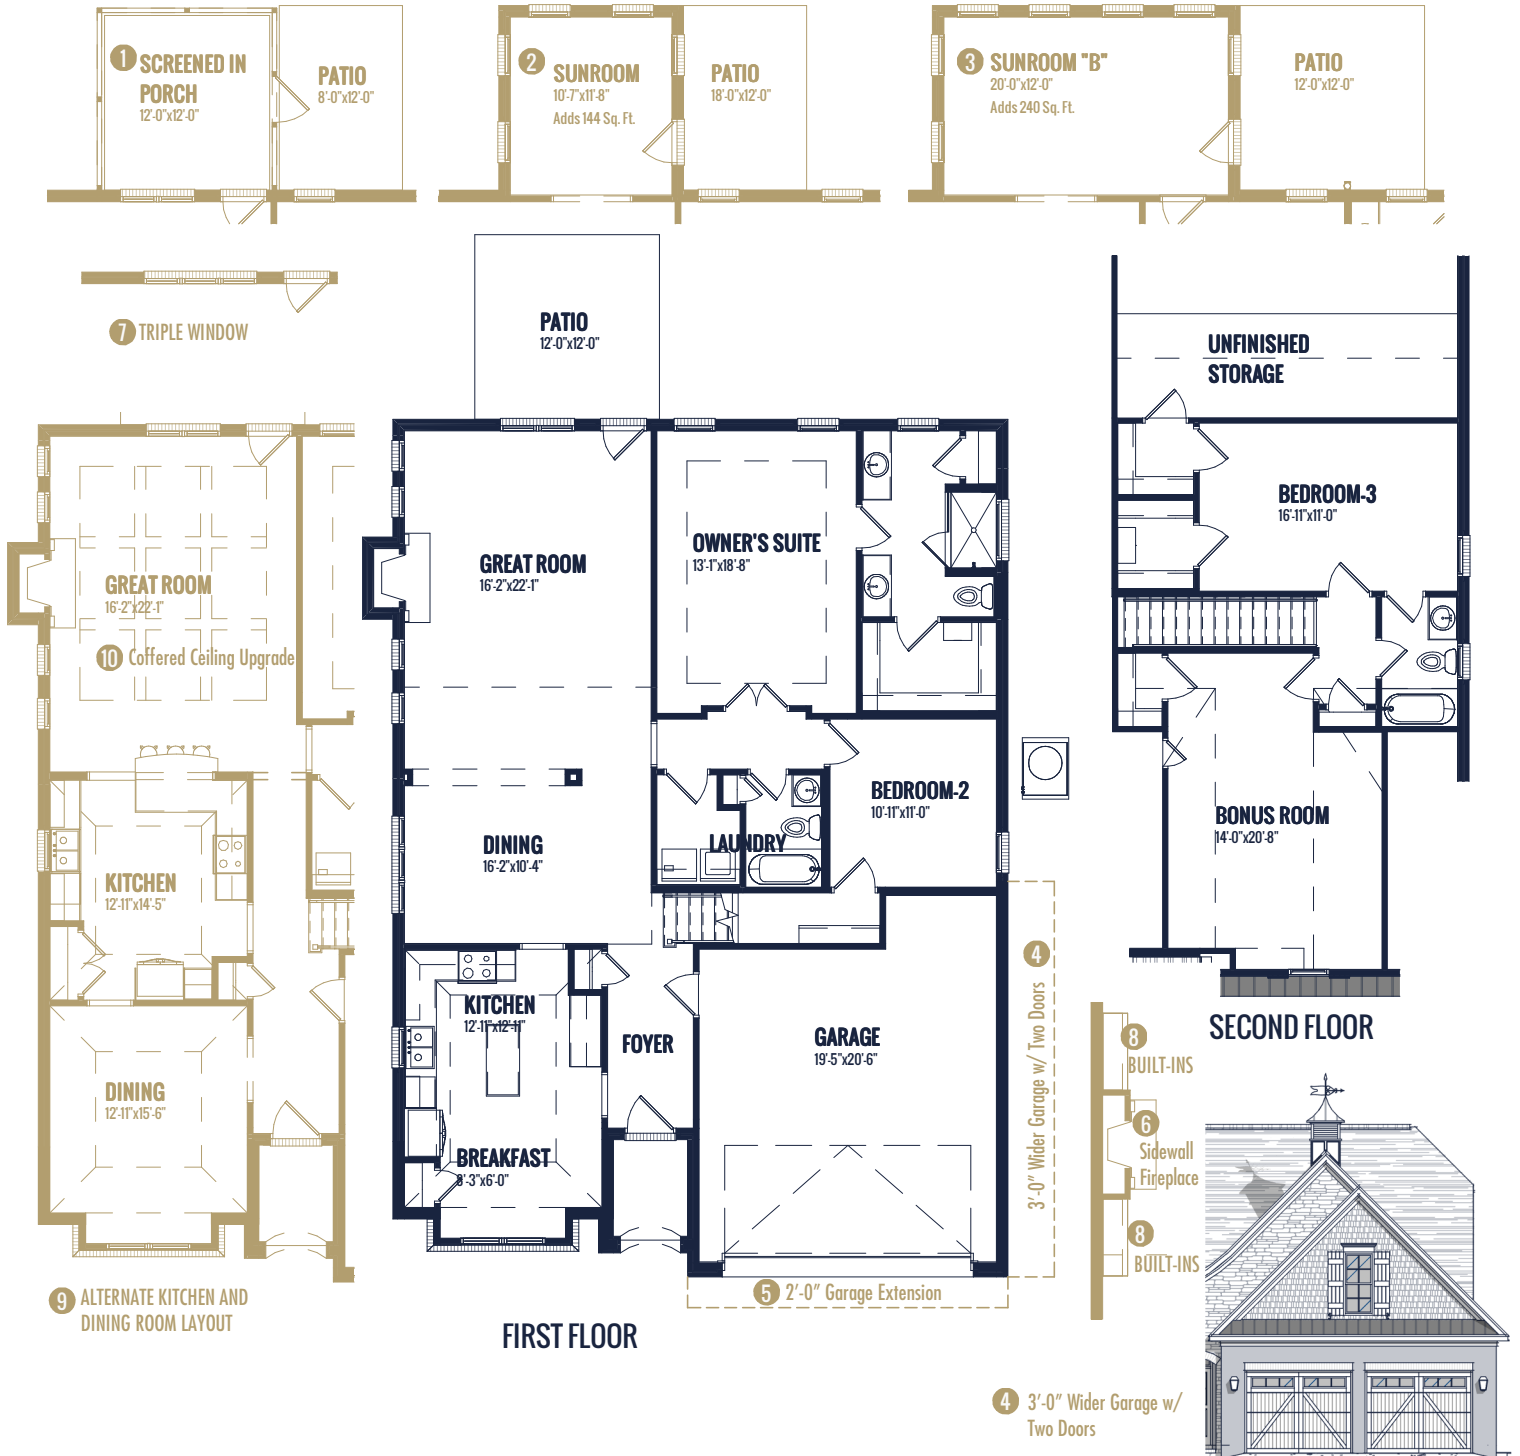 1 SCREENED IN
PORCH
12'-0"x12'-0"
PATIO
8'-0"x12'-0"
2 SUNROOM
10'-7"x11'-8"
Adds 144 Sq. Ft.
PATIO
18'-0"x12'-0"
3 SUNROOM "B"
20'-0"x12'-0"
Adds 240 Sq. Ft.
PATIO
12'-0"x12'-0"
7 TRIPLE WINDOW
PATIO
12'-0"x12'-0"
GREAT ROOM
16'-2"x22'-1"
10 Coffered Ceiling Upgrade
KITCHEN
12'-11"x14'-5"
DINING
12'-11"x15'-6"
9 ALTERNATE KITCHEN AND
DINING ROOM LAYOUT
GREAT ROOM
16'-2"x22'-1"
OWNER'S SUITE
13'-1"x18'-8"
DINING
16'-2"x10'-4"
LAUNDRY
BEDROOM-2
10'-11"x11'-0"
KITCHEN
12'-11"x12'-11"
FOYER
GARAGE
19'-5"x20'-6"
BREAKFAST
8'-3"x6'-0"
4 3'-0" Wider Garage w/ Two Doors
5 2'-0" Garage Extension
FIRST FLOOR
UNFINISHED
STORAGE
BEDROOM-3
16'-11"x11'-0"
BONUS ROOM
14'-0"x20'-8"
SECOND FLOOR
8
BUILT-INS
6
Sidewall
Fireplace
8
BUILT-INS
4 3'-0" Wider Garage w/
Two Doors